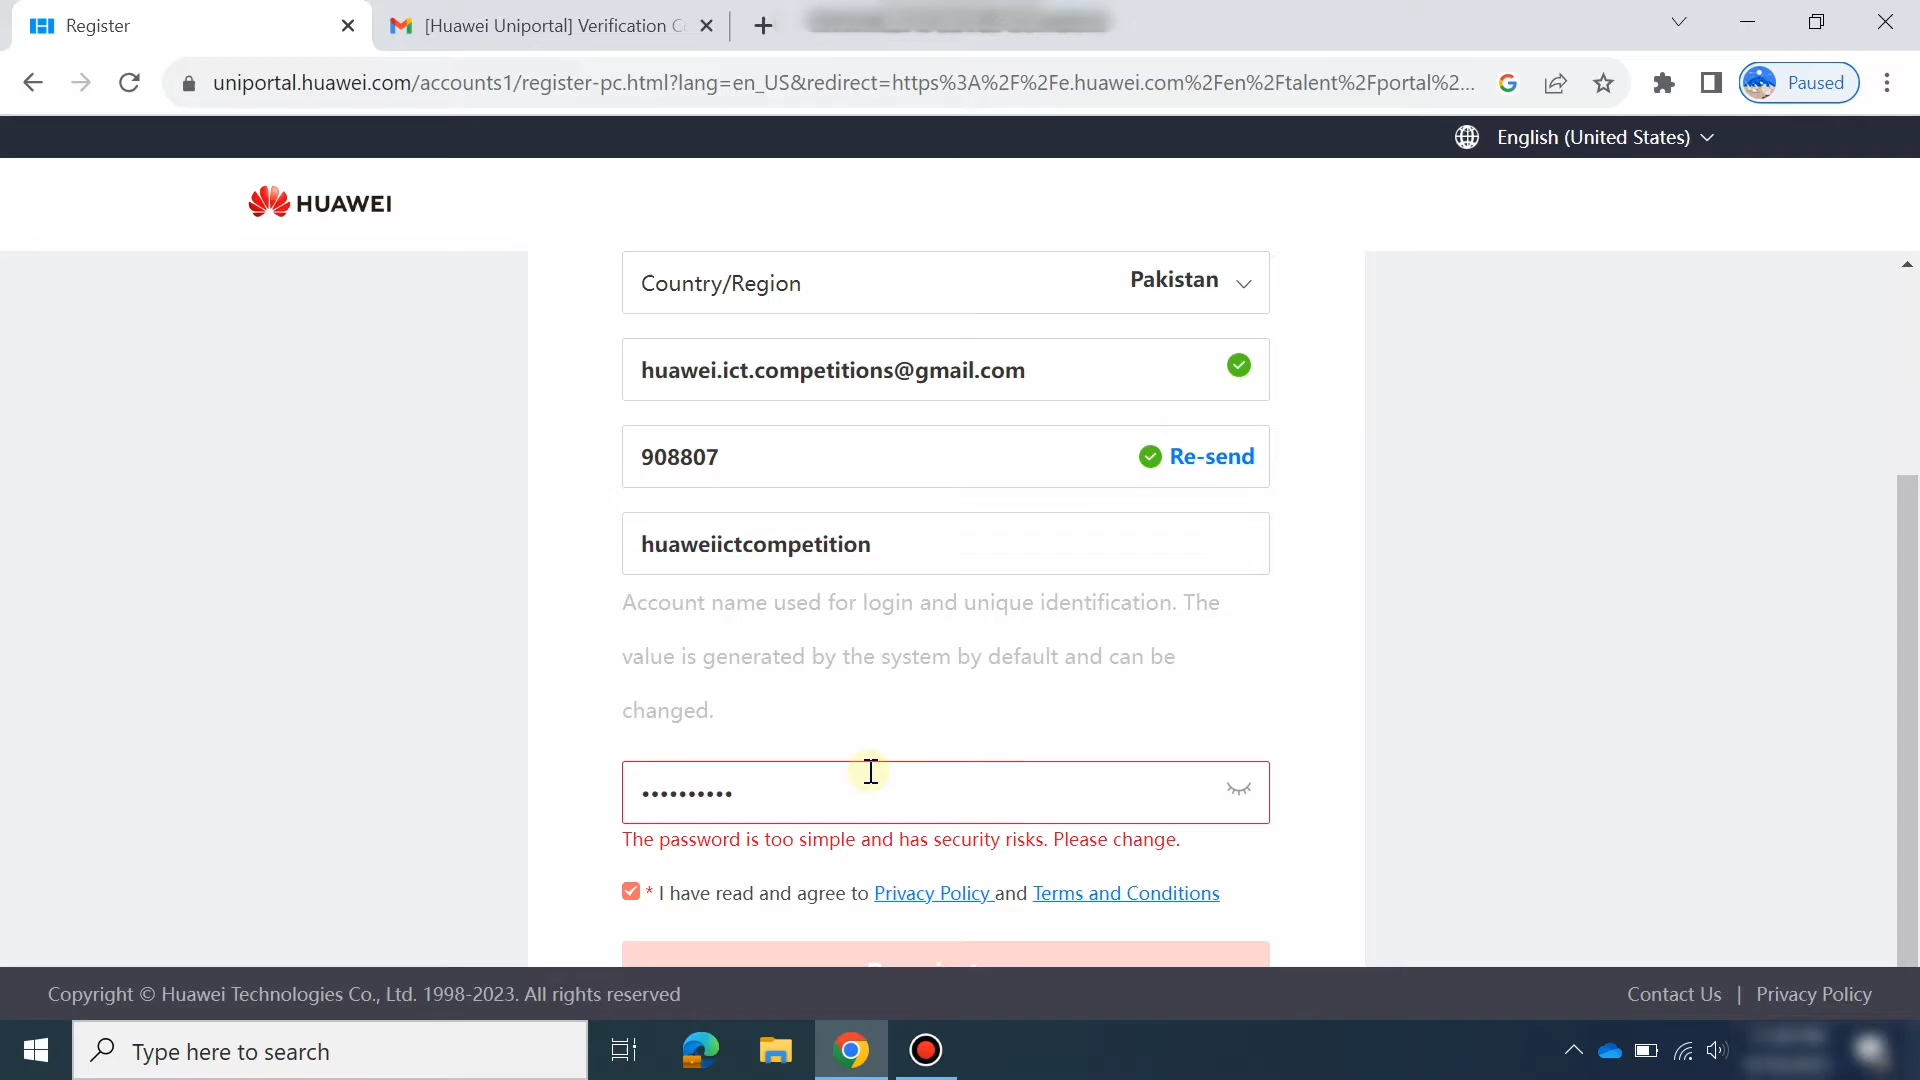 Register
[Huawei Uniportal] Verification C
uniportal.huawei.com/accounts1/register-pc.html?lang=en_US&redirect=https%3A%2F%2Fe.huawei.com%2Fen%2Ftalent%2Fportal%2...
Paused
English (United States)
HUAWEI
Country/Region Pakistan
huawei.ict.competitions@gmail.com
908807 Re-send
huaweiictcompetition
Account name used for login and unique identification. The
value is generated by the system by default and can be
changed.
••••••••••
The password is too simple and has security risks. Please change.
* I have read and agree to Privacy Policy and Terms and Conditions
Copyright © Huawei Technologies Co., Ltd. 1998-2023. All rights reserved
Contact Us | Privacy Policy
Type here to search